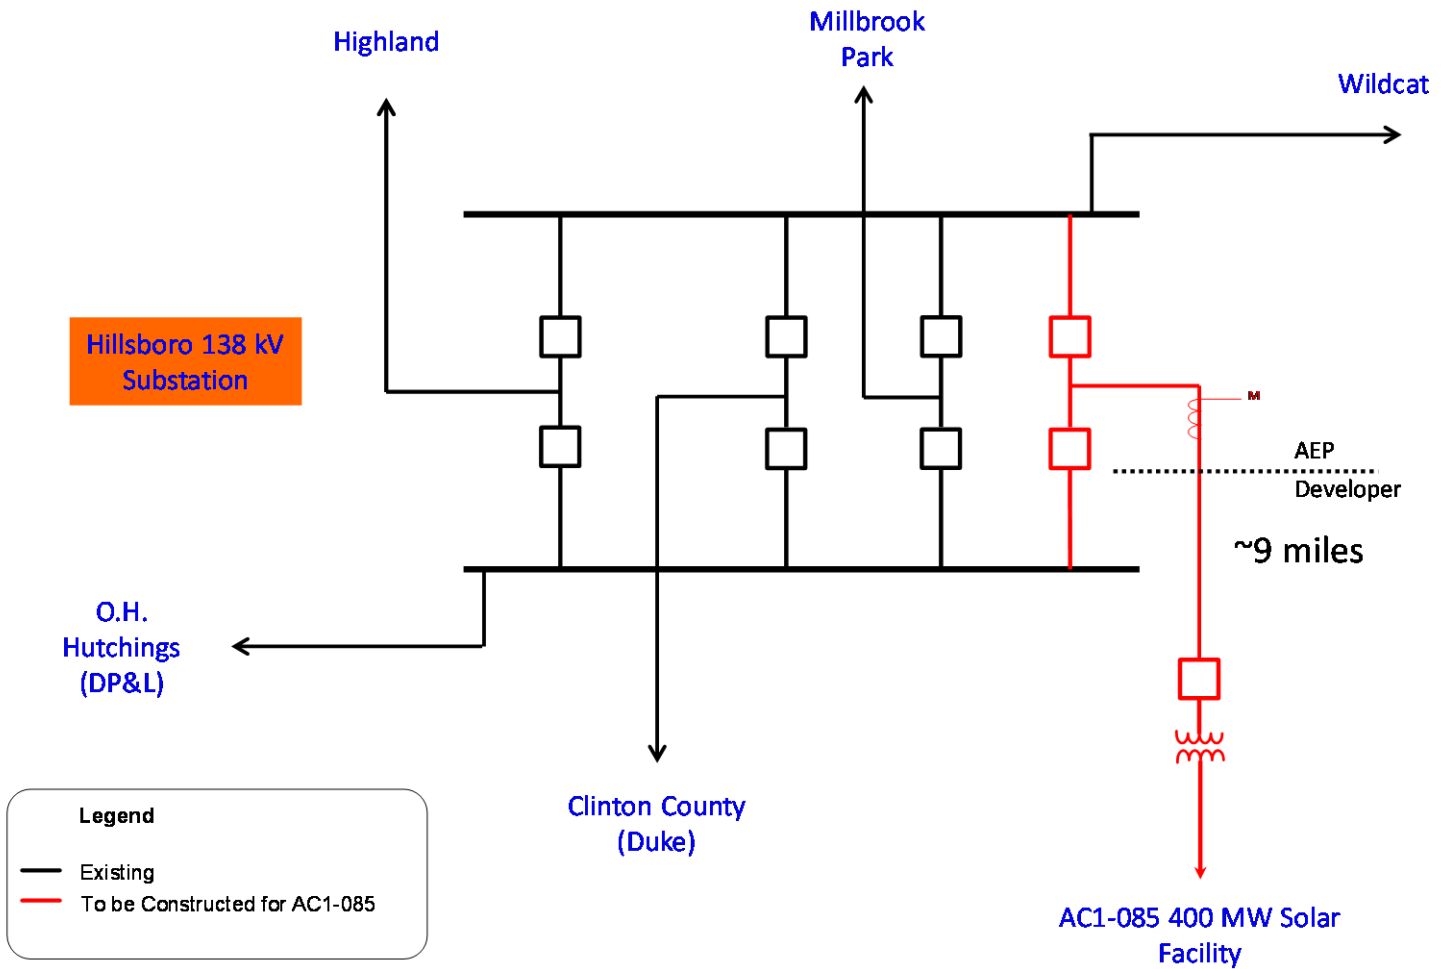 Highland
Millbrook
Park
Wildcat
Hillsboro 138 kV
Substation
M
AEP
Developer
~9 miles
O.H.
Hutchings
(DP&L)
Clinton County
(Duke)
Legend
Existing
To be Constructed for AC1-085
AC1-085 400 MW Solar
Facility